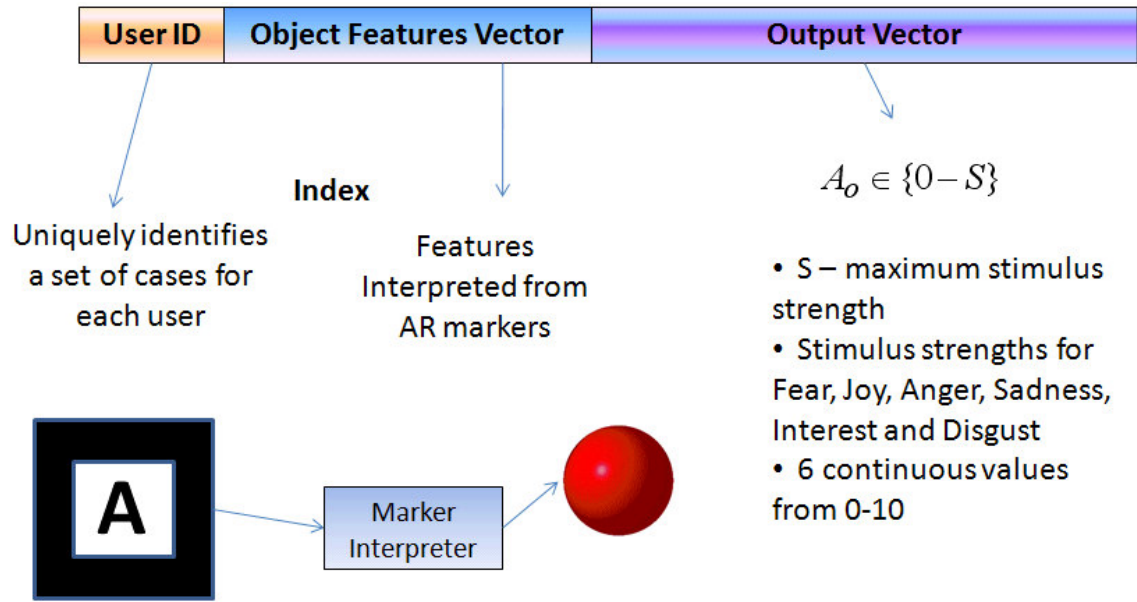 User ID
Object Features Vector
Output Vector
Index
Uniquely identifies
a set of cases for
each user
Features
Interpreted from
AR markers
A_o ∈ {0 – S}
• S – maximum stimulus
strength
• Stimulus strengths for
Fear, Joy, Anger, Sadness,
Interest and Disgust
• 6 continuous values
from 0-10
A
Marker
Interpreter